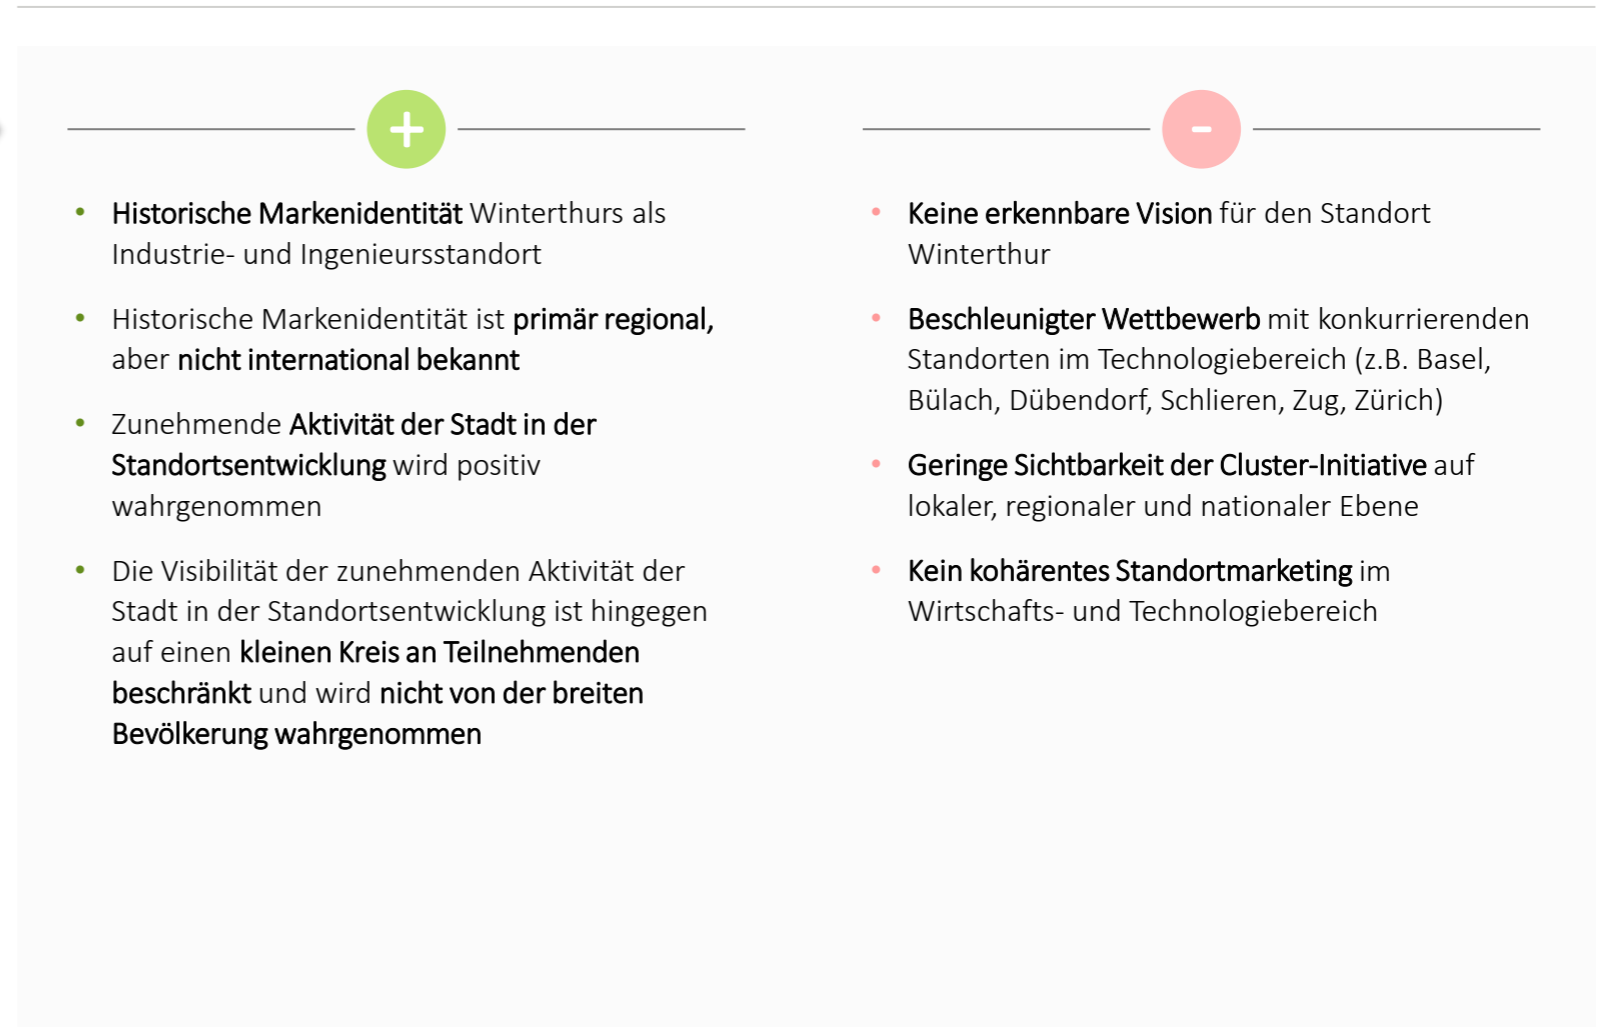 +
• Historische Markenidentität Winterthurs als
Industrie- und Ingenieursstandort
• Historische Markenidentität ist primär regional,
aber nicht international bekannt
• Zunehmende Aktivität der Stadt in der
Standortsentwicklung wird positiv
wahrgenommen
• Die Visibilität der zunehmenden Aktivität der
Stadt in der Standortsentwicklung ist hingegen
auf einen kleinen Kreis an Teilnehmenden
beschränkt und wird nicht von der breiten
Bevölkerung wahrgenommen
-
• Keine erkennbare Vision für den Standort
Winterthur
• Beschleunigter Wettbewerb mit konkurrierenden
Standorten im Technologiebereich (z.B. Basel,
Bülach, Dübendorf, Schlieren, Zug, Zürich)
• Geringe Sichtbarkeit der Cluster-Initiative auf
lokaler, regionaler und nationaler Ebene
• Kein kohärentes Standortmarketing im
Wirtschafts- und Technologiebereich